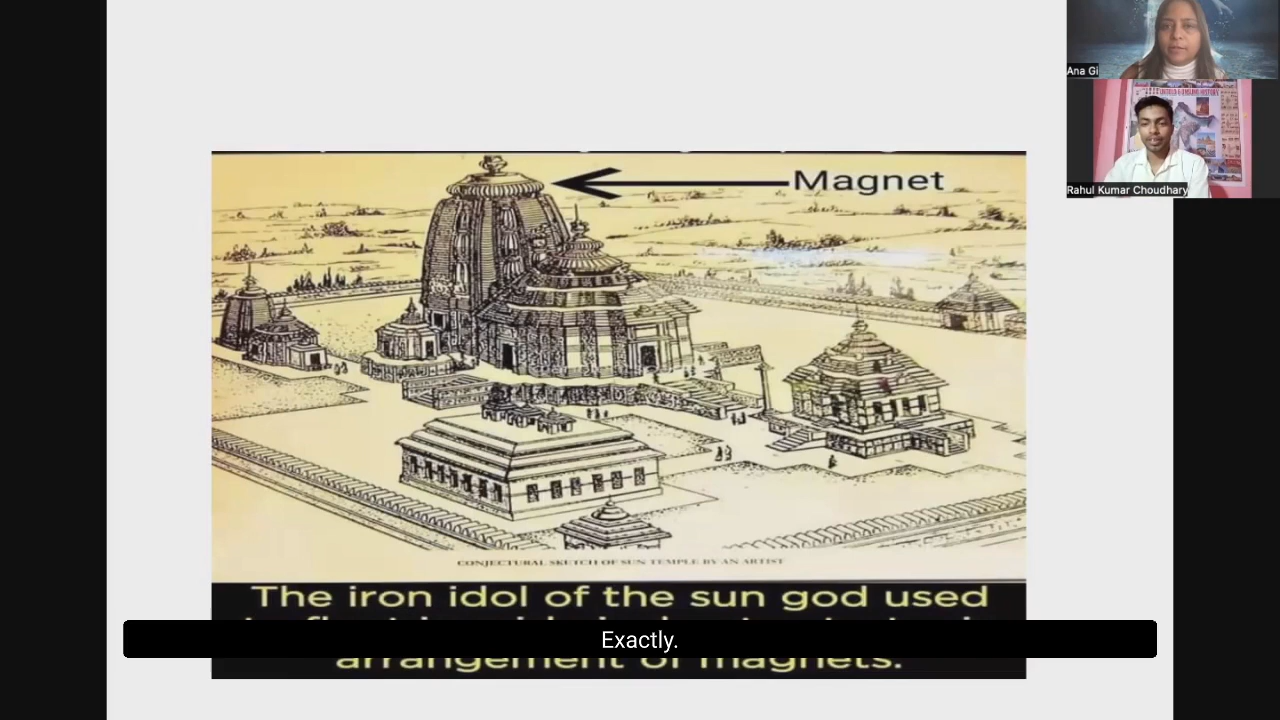 Ana Gi
Rahul Kumar Choudhary
Magnet
CONJECTURAL SKETCH OF SUN TEMPLE BY AN ARTIST
The iron idol of the sun god used
Exactly.
arrangement of magnets.